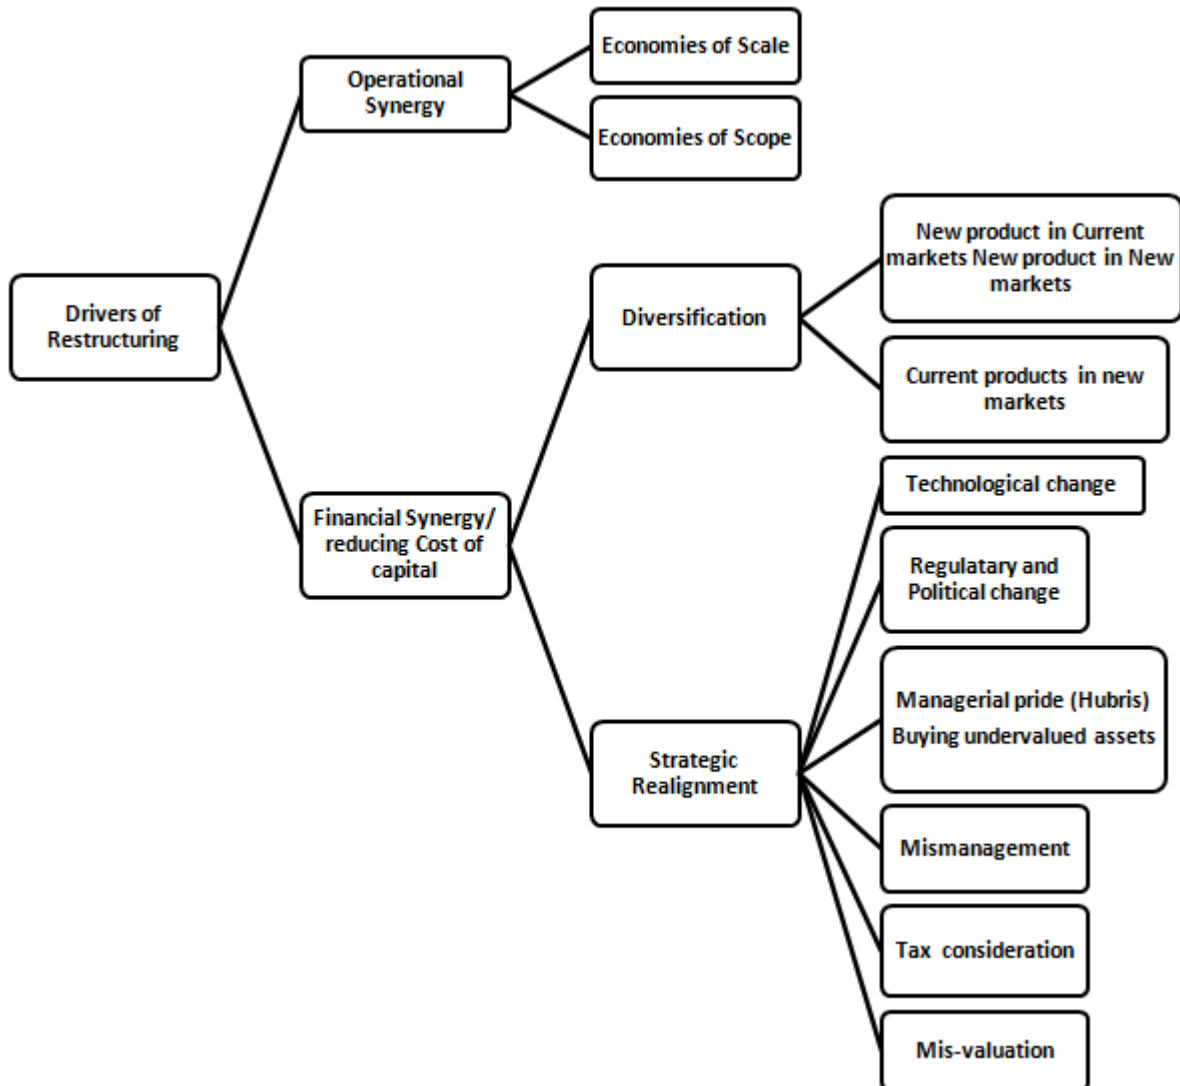 Economies of Scale
Operational
Synergy
Economies of Scope
New product in Current
markets New product in New
markets
Drivers of
Restructuring
Diversification
Current products in new
markets
Technological change
Financial Synergy/
reducing Cost of
capital
Regulatary and
Political change
Managerial pride (Hubris)
Buying undervalued assets
Strategic
Realignment
Mismanagement
Tax consideration
Mis-valuation